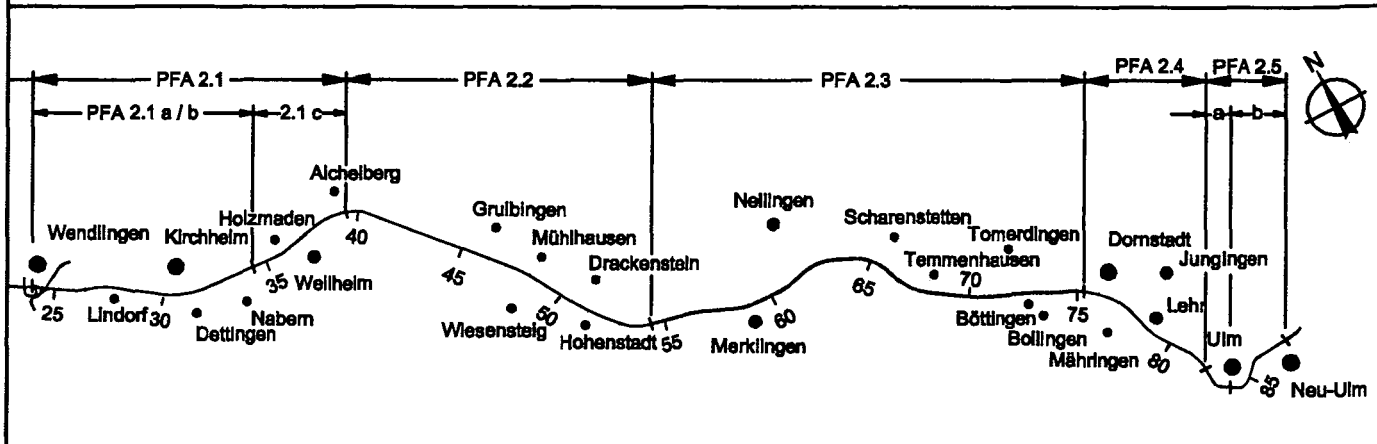 PFA 2.1
PFA 2.2
PFA 2.3
PFA 2.4
PFA 2.5
N
PFA 2.1 a / b
2.1 c
a
b
Aichelberg
Wendlingen
Kirchheim
Holzmaden
40
Gruibingen
Mühlhausen
Nellingen
Scharenstetten
Tomerdingen
Dornstadt
Jungingen
35
Weilheim
45
Drackenstein
65
Temmenhausen
70
25
Lindorf
30
Dettingen
Nabern
Wiesensteig
50
Hohenstadt
55
Merklingen
60
Böttingen
Bollingen
75
Mähringen
Lehr
80
Ulm
85
Neu-Ulm